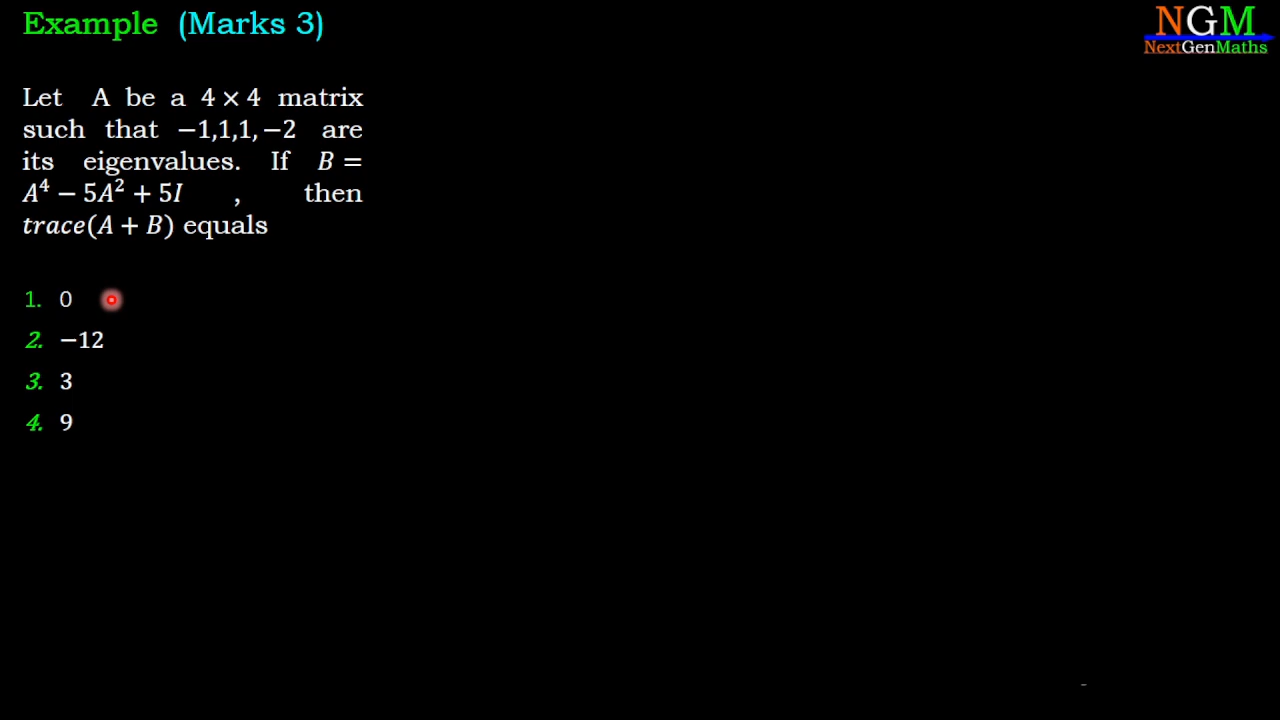 Example (Marks 3)
NGM
NextGenMaths
Let A be a 4 × 4 matrix
such that −1,1,1,−2 are
its eigenvalues. If B =
A⁴ − 5A² + 5I , then
trace(A + B) equals
1. 0
2. −12
3. 3
4. 9